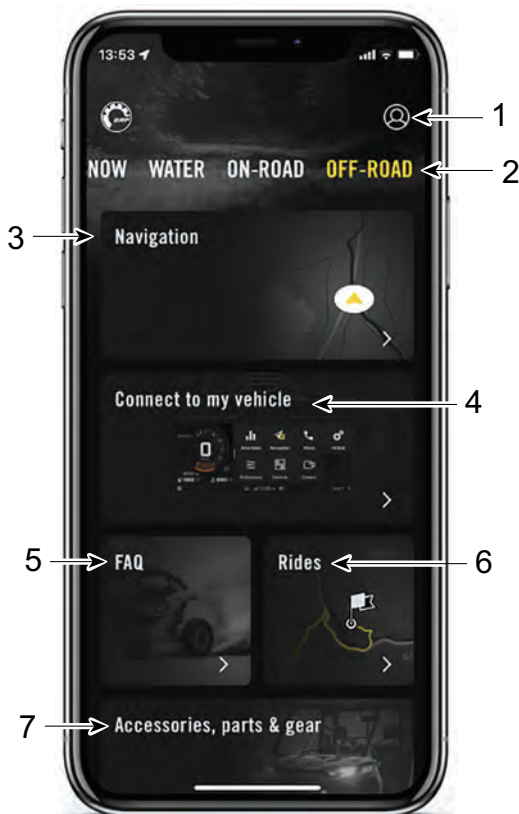 13:53
1
NOW WATER ON-ROAD OFF-ROAD
2
3
Navigation
Connect to my vehicle
4
0
5
FAQ
Rides
6
7
Accessories, parts & gear